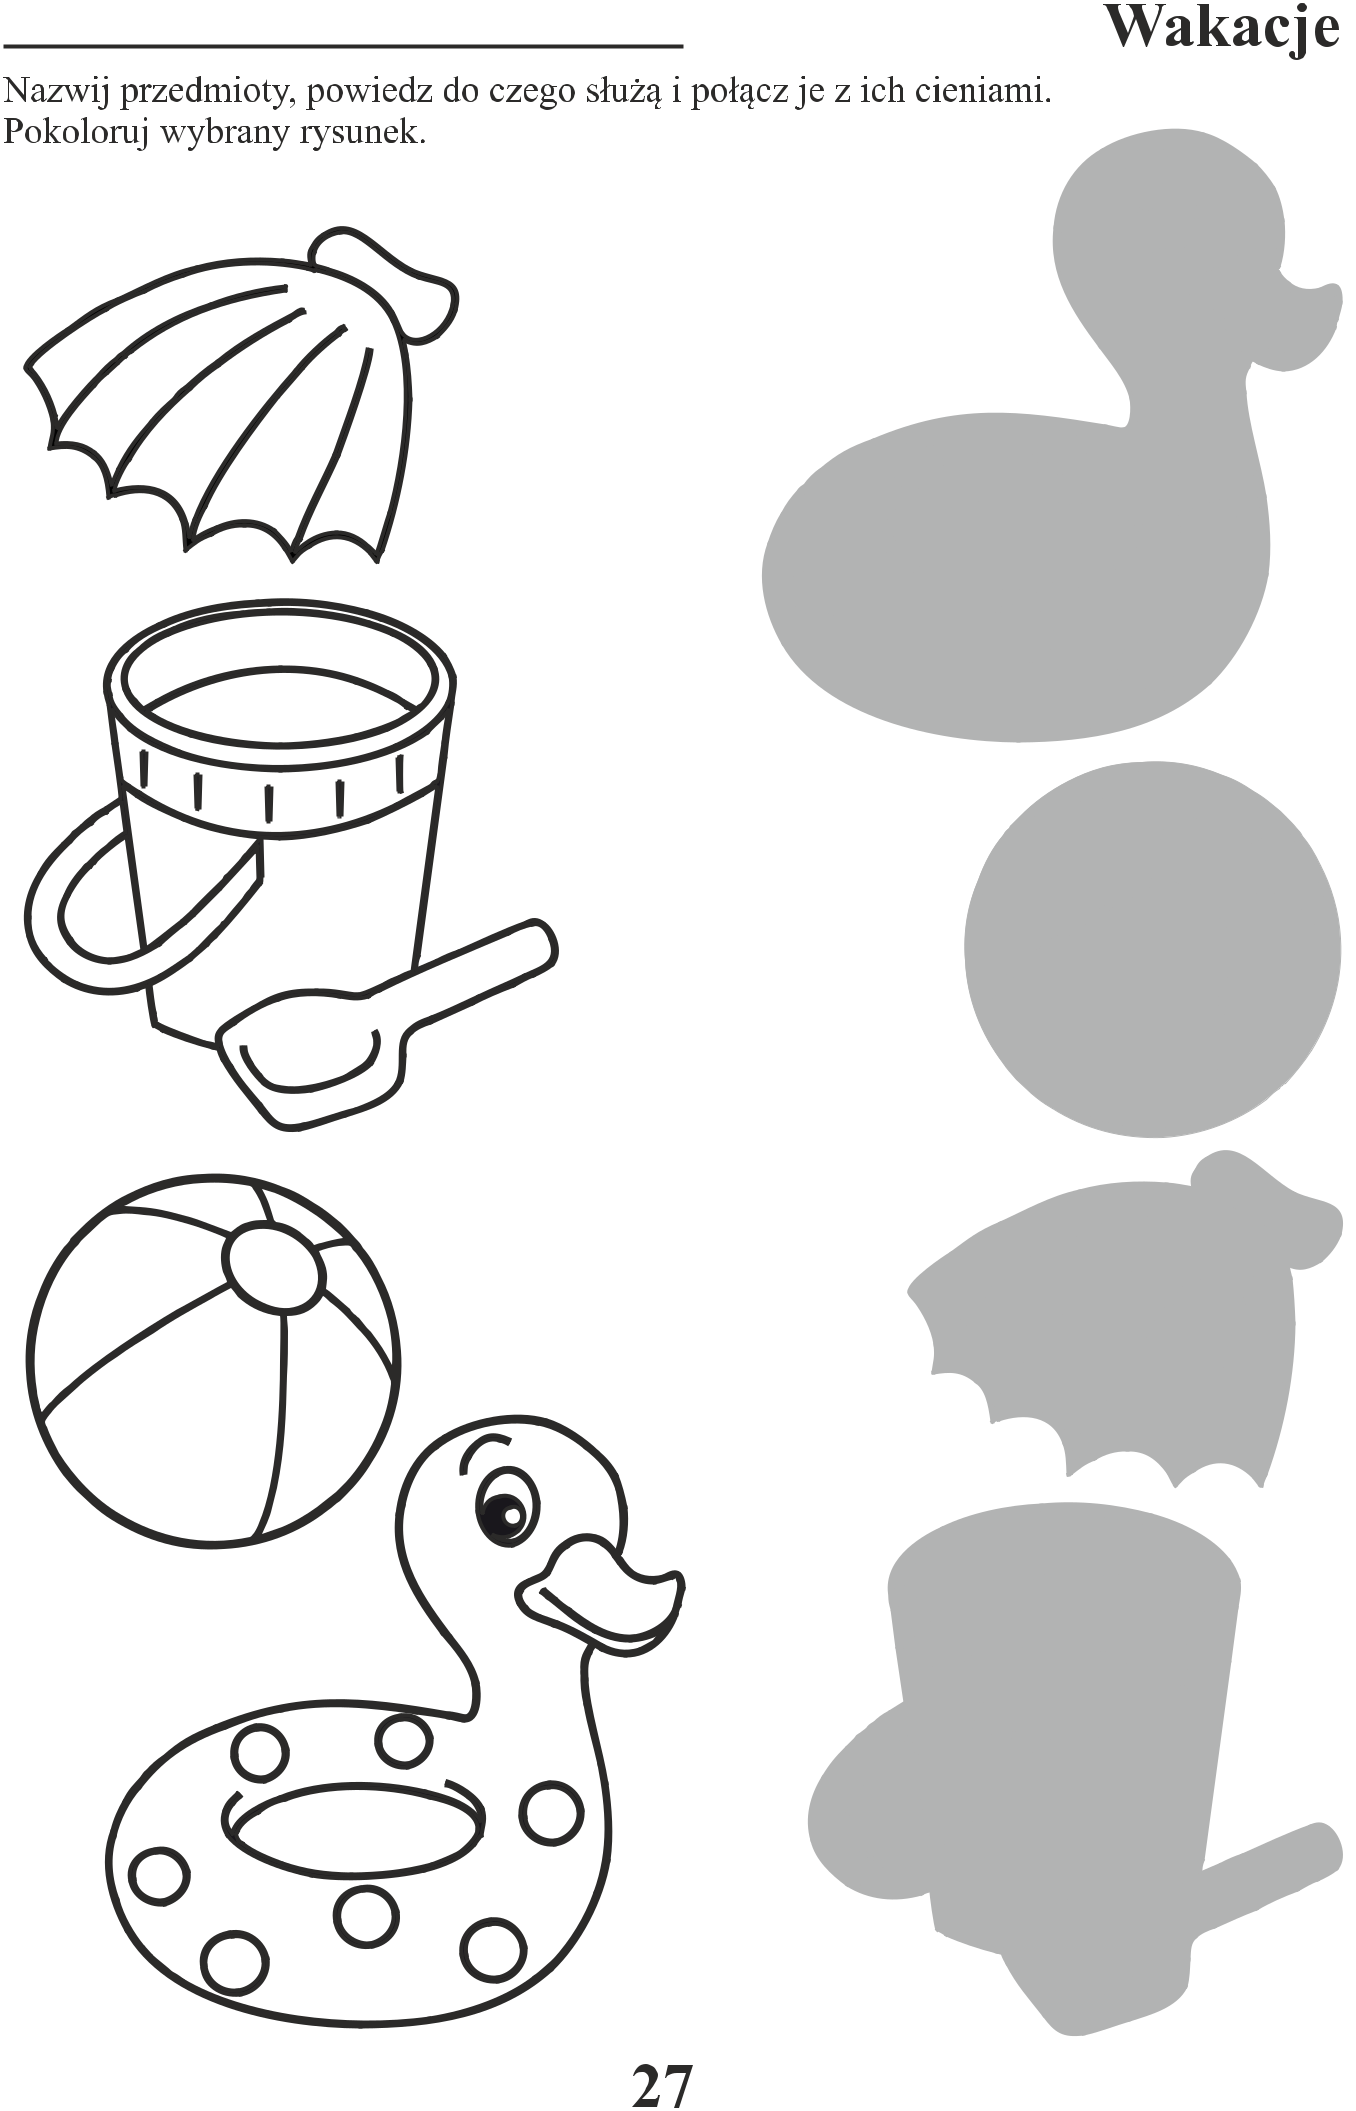 Wakacje
Nazwij przedmioty, powiedz do czego służą i połącz je z ich cieniami.
Pokoloruj wybrany rysunek.
27